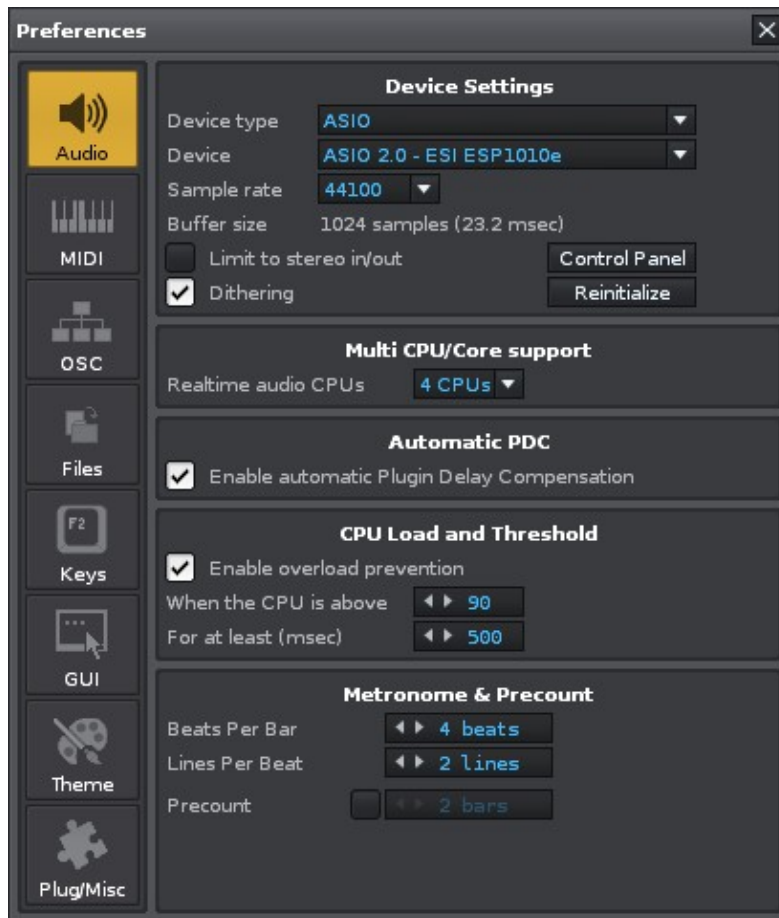 Preferences
Audio
MIDI
OSC
Files
F2
Keys
GUI
Theme
Plug/Misc
Device Settings
Device type ASIO
Device ASIO 2.0 - ESI ESP1010e
Sample rate 44100
Buffer size 1024 samples (23.2 msec)
Limit to stereo in/out Control Panel
Dithering Reinitialize
Multi CPU/Core support
Realtime audio CPUs 4 CPUs
Automatic PDC
Enable automatic Plugin Delay Compensation
CPU Load and Threshold
Enable overload prevention
When the CPU is above 90
For at least (msec) 500
Metronome & Precount
Beats Per Bar 4 beats
Lines Per Beat 2 lines
Precount 2 bars